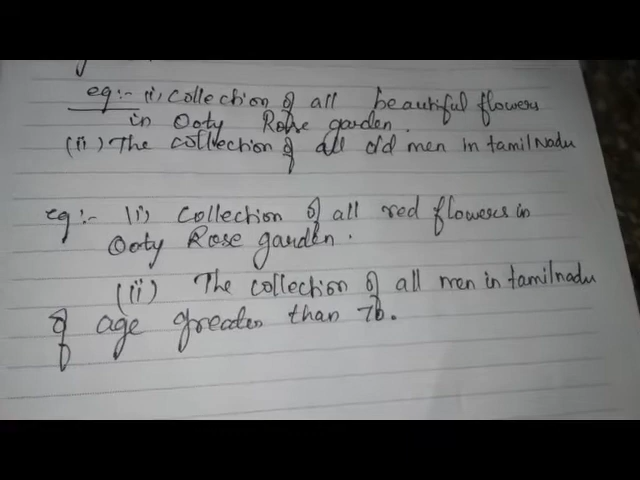 eg:- (i) Collection of all beautiful flowers
in Ooty Rose garden.
(ii) The collection of all old men in tamilnadu
eg:- (i) Collection of all red flowers in
Ooty Rose garden.
(ii) The collection of all men in tamilnadu
of age greater than 70.